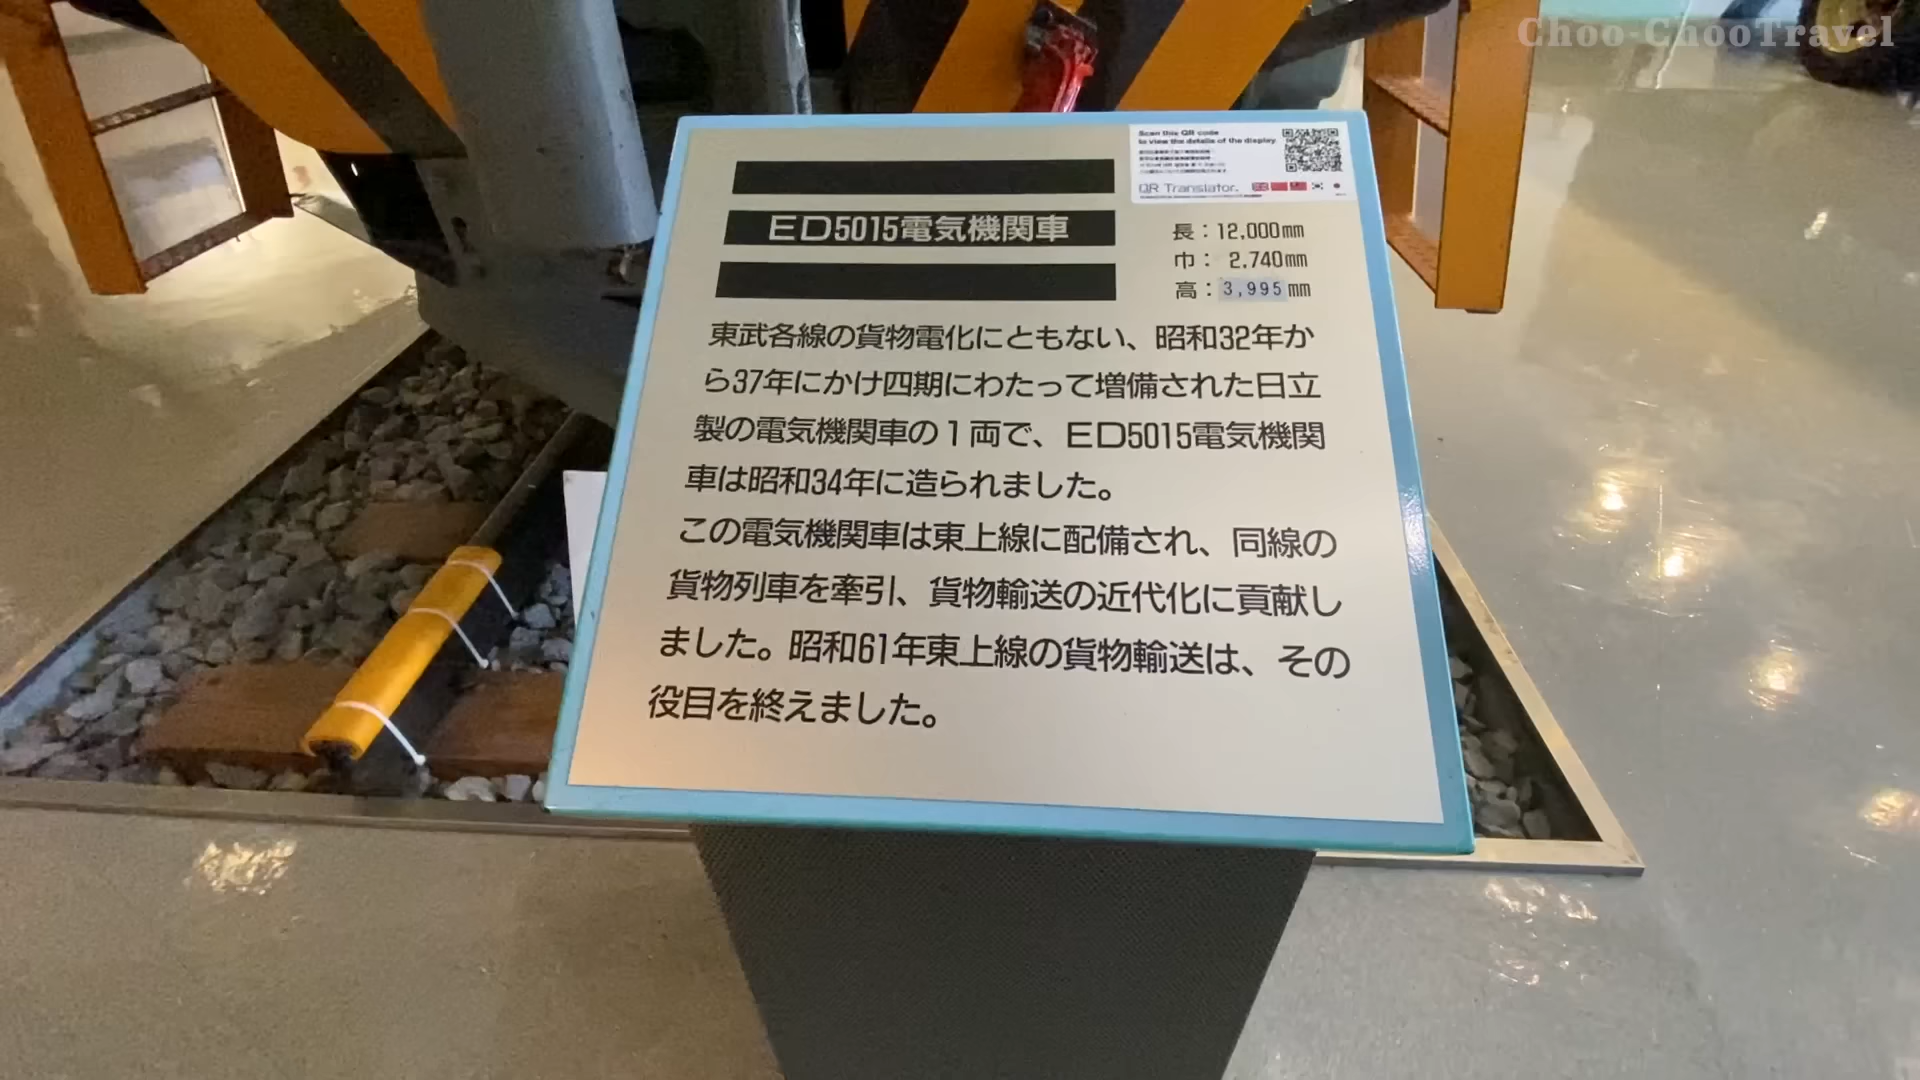 Choo-ChooTravel
Scan this QR code
to view the details of the display.
QR Translator.
ED5015電気機関車
長：12,000mm
巾：2,740mm
高：3,995mm
東武各線の貨物電化にともない、昭和32年か
ら37年にかけ四期にわたって増備された日立
製の電気機関車の1両で、ED5015電気機関
車は昭和34年に造られました。
この電気機関車は東上線に配備され、同線の
貨物列車を牽引、貨物輸送の近代化に貢献し
ました。昭和61年東上線の貨物輸送は、その
役目を終えました。